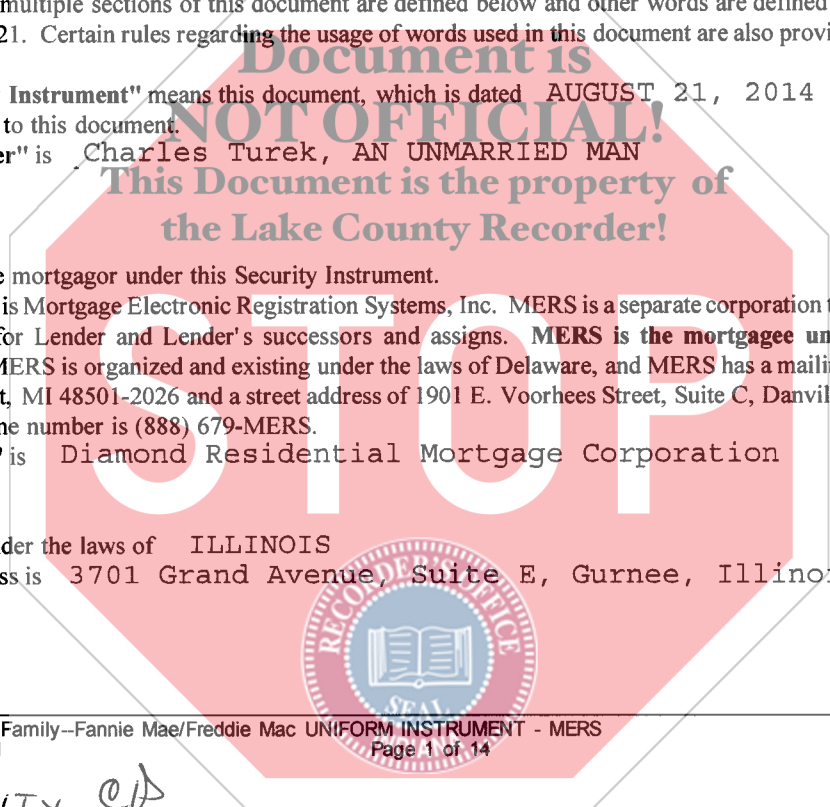 multiple sections of this document are defined below and other words are defined
21. Certain rules regarding the usage of words used in this document are also provi
Document is
Instrument" means this document, which is dated AUGUST 21, 2014
NOT OFFICIAL!
to this document.
er" is Charles Turek, AN UNMARRIED MAN
This Document is the property of
the Lake County Recorder!
e mortgagor under this Security Instrument.
is Mortgage Electronic Registration Systems, Inc. MERS is a separate corporation t
for Lender and Lender's successors and assigns. MERS is the mortgagee un
MERS is organized and existing under the laws of Delaware, and MERS has a maili
t, MI 48501-2026 and a street address of 1901 E. Voorhees Street, Suite C, Danvil
ne number is (888) 679-MERS.
STOP
" is Diamond Residential Mortgage Corporation
der the laws of ILLINOIS
ss is 3701 Grand Avenue, Suite E, Gurnee, Illino
RECORDER'S OFFICE
SEAL
INDIANA
Family--Fannie Mae/Freddie Mac UNIFORM INSTRUMENT - MERS
Page 1 of 14